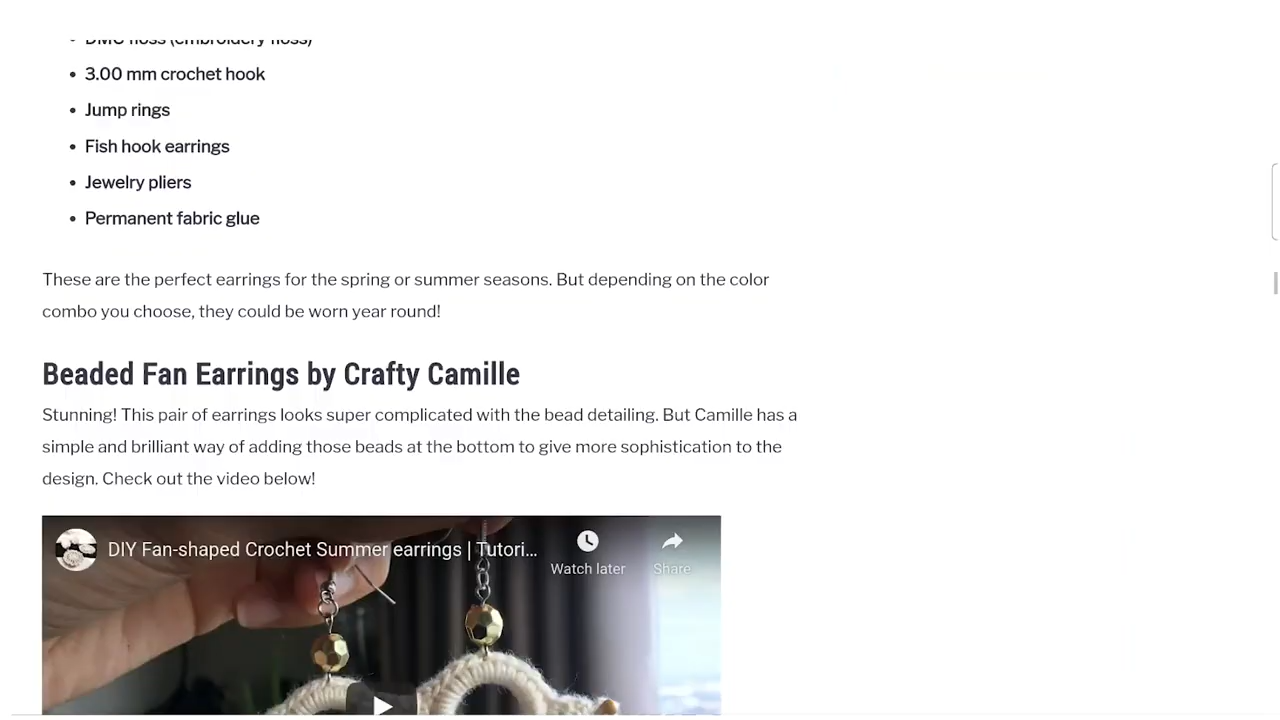 DMC floss (embroidery floss)
3.00 mm crochet hook
Jump rings
Fish hook earrings
Jewelry pliers
Permanent fabric glue
These are the perfect earrings for the spring or summer seasons. But depending on the color
combo you choose, they could be worn year round!
Beaded Fan Earrings by Crafty Camille
Stunning! This pair of earrings looks super complicated with the bead detailing. But Camille has a
simple and brilliant way of adding those beads at the bottom to give more sophistication to the
design. Check out the video below!
DIY Fan-shaped Crochet Summer earrings | Tutori...
Watch later
Share